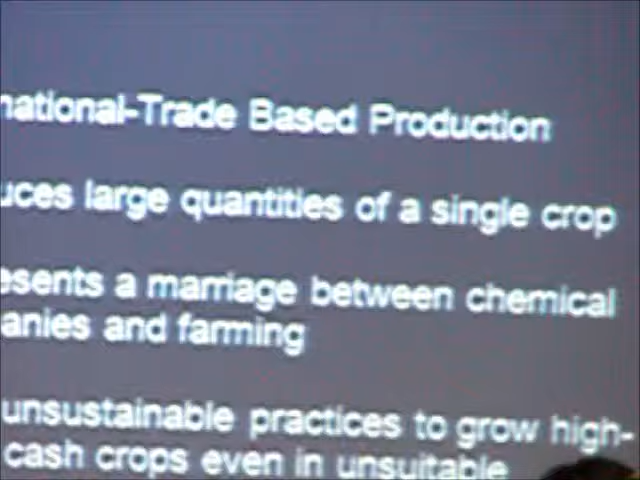 national-Trade Based Production
uces large quantities of a single crop
esents a marriage between chemical
anies and farming
unsustainable practices to grow high-
cash crops even in unsuitable